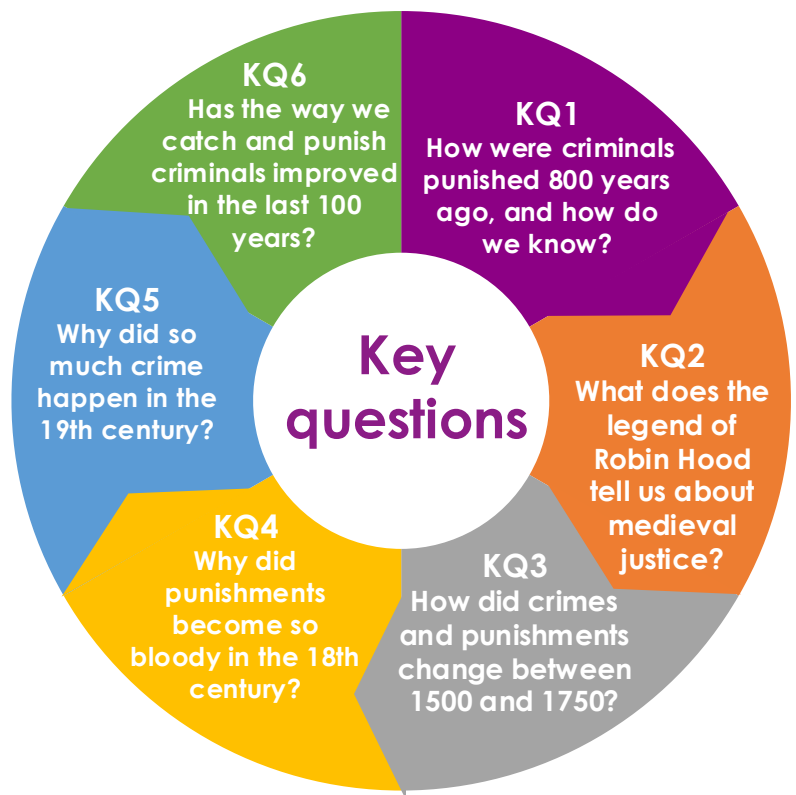 Key
questions
KQ1
How were criminals
punished 800 years
ago, and how do
we know?
KQ2
What does the
legend of
Robin Hood
tell us about
medieval
justice?
KQ3
How did crimes
and punishments
change between
1500 and 1750?
KQ4
Why did
punishments
become so
bloody in the 18th
century?
KQ5
Why did so
much crime
happen in the
19th century?
KQ6
Has the way we
catch and punish
criminals improved
in the last 100
years?